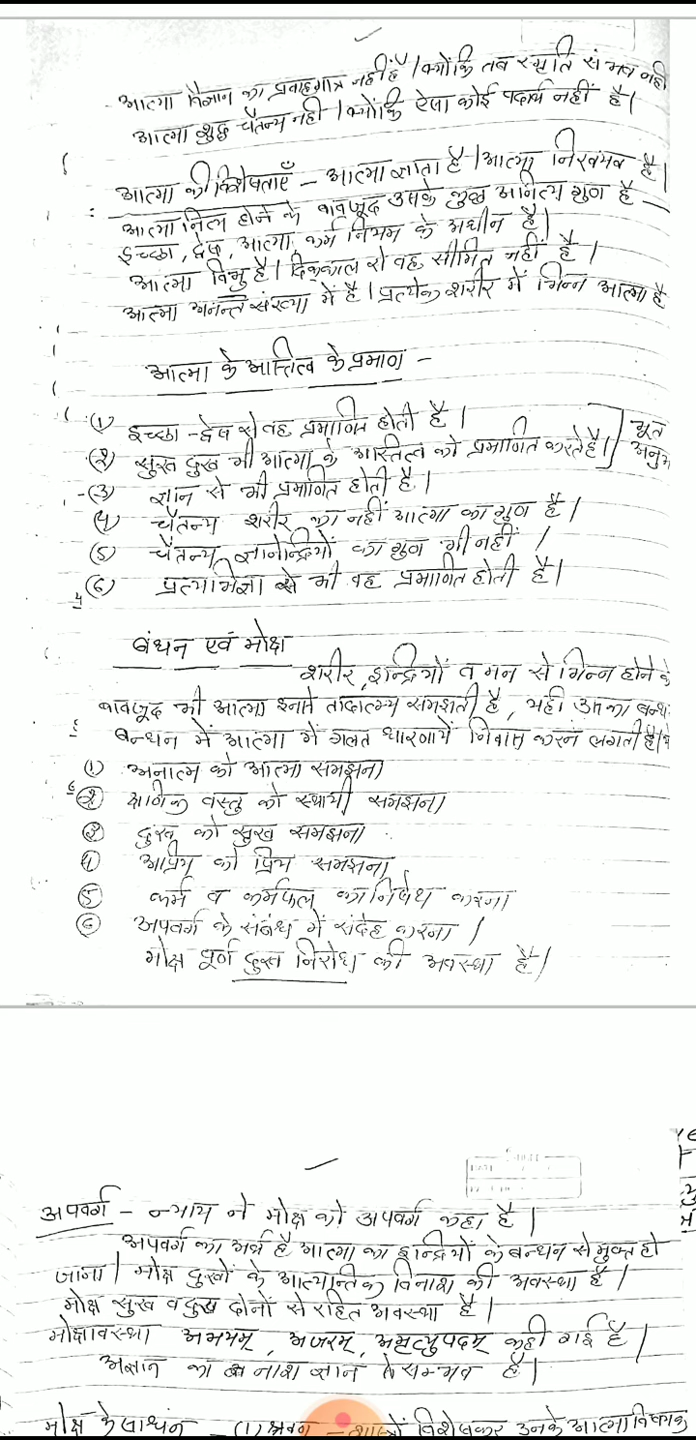 आत्मा विज्ञान का प्रवाहमात्र नहीं है। क्योंकि तब स्मृति संभव नहीं
आत्मा शुद्ध चैतन्य नहीं। क्योंकि ऐसा कोई पदार्थ नहीं है।
आत्मा की विशेषताएँ - आत्मा ज्ञाता है। आत्मा निरवयव है।
आत्मा नित्य होने के बावजूद उसके कुछ अनित्य गुण है -
इच्छा, द्वेष, आत्मा, कर्म नियम के अधीन है।
आत्मा विभु है। दिक्काल से वह सीमित नहीं है।
आत्मा अनन्त संख्या में है। प्रत्येक शरीर में भिन्न आत्मा है
आत्मा के अस्तित्व के प्रमाण -
(1) इच्छा - द्वेष से वह प्रमाणित होती है।
(2) सुख दुख भी आत्मा के अस्तित्व को प्रमाणित करते है।
(3) ज्ञान से भी प्रमाणित होती है।
(4) चैतन्य शरीर का नहीं आत्मा का गुण है।
(5) चैतन्य ज्ञानेन्द्रियों का गुण भी नहीं।
(6) प्रत्यभिज्ञा से भी वह प्रमाणित होती है।
बंधन एवं मोक्ष
शरीर, इन्द्रियों व मन से भिन्न होने के
बावजूद भी आत्मा इनसे तादात्म्य समझती है, यही उसका बन्ध
बन्धन में आत्मा में गलत धारणायें निवास करने लगती है।
(1) अनात्म को आत्मा समझना
(2) क्षणिक वस्तु को स्थायी समझना
(3) दुःख को सुख समझना
(4) अप्रिय को प्रिय समझना
(5) कर्म व कर्मफल का निषेध करना
(6) अपवर्ग के संबंध में संदेह करना।
मोक्ष पूर्ण दुख निरोध की अवस्था है।
अपवर्ग - न्याय ने मोक्ष को अपवर्ग कहा है।
अपवर्ग का अर्थ है आत्मा का इन्द्रियों के बन्धन से मुक्त हो
जाना। मोक्ष दुःखों के आत्यान्तिक विनाश की अवस्था है।
मोक्ष सुख व दुख दोनों से रहित अवस्था है।
मोक्षावस्था अभयम्, अजरम्, अमृत्युपदम् कही गई है।
अज्ञान का नाश ज्ञान से सम्भव है।
मोक्ष के साधन - (1) श्रवण - शास्त्रों विशेषकर उनके आत्मा विषयक